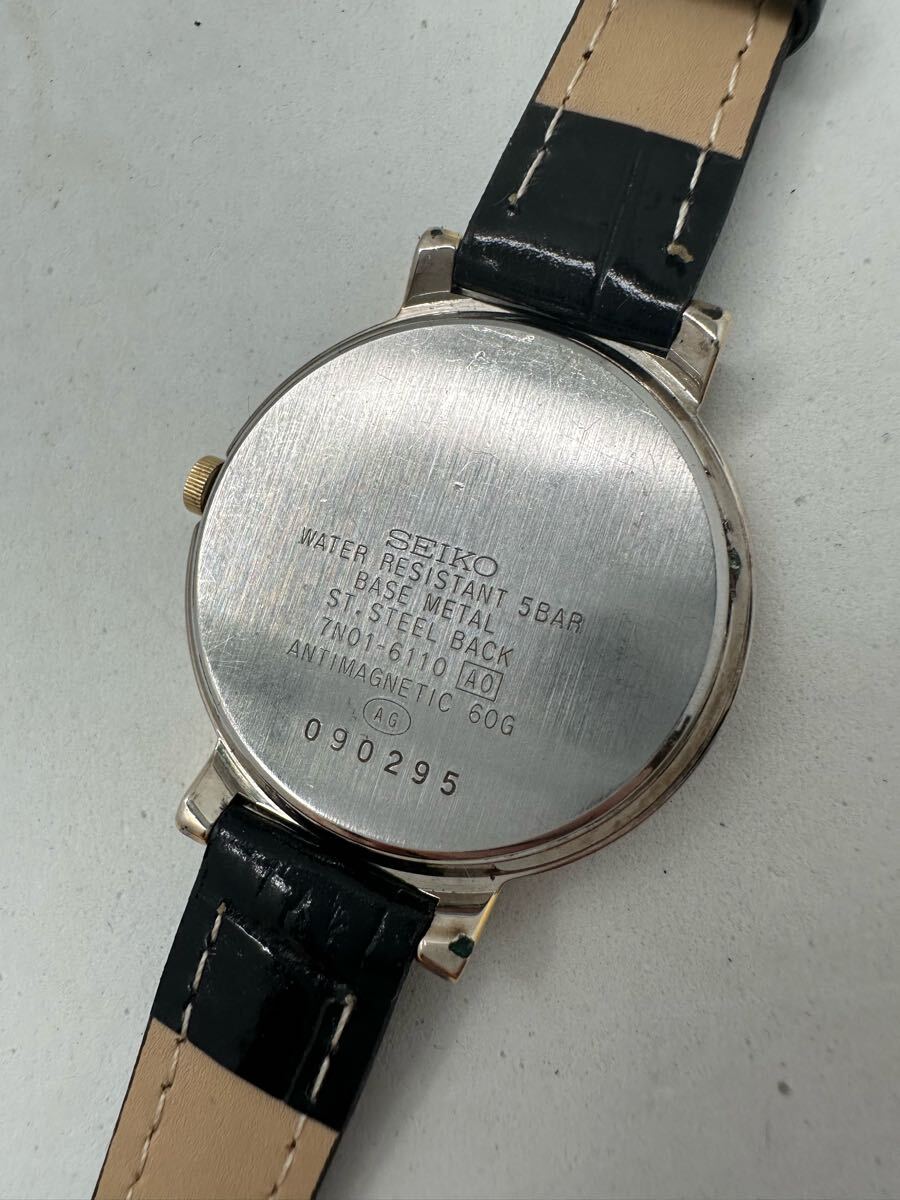 SEIKO
WATER RESISTANT 5BAR
BASE METAL
ST. STEEL BACK
7N01-6110 A0
ANTIMAGNETIC 60G
AG
090295